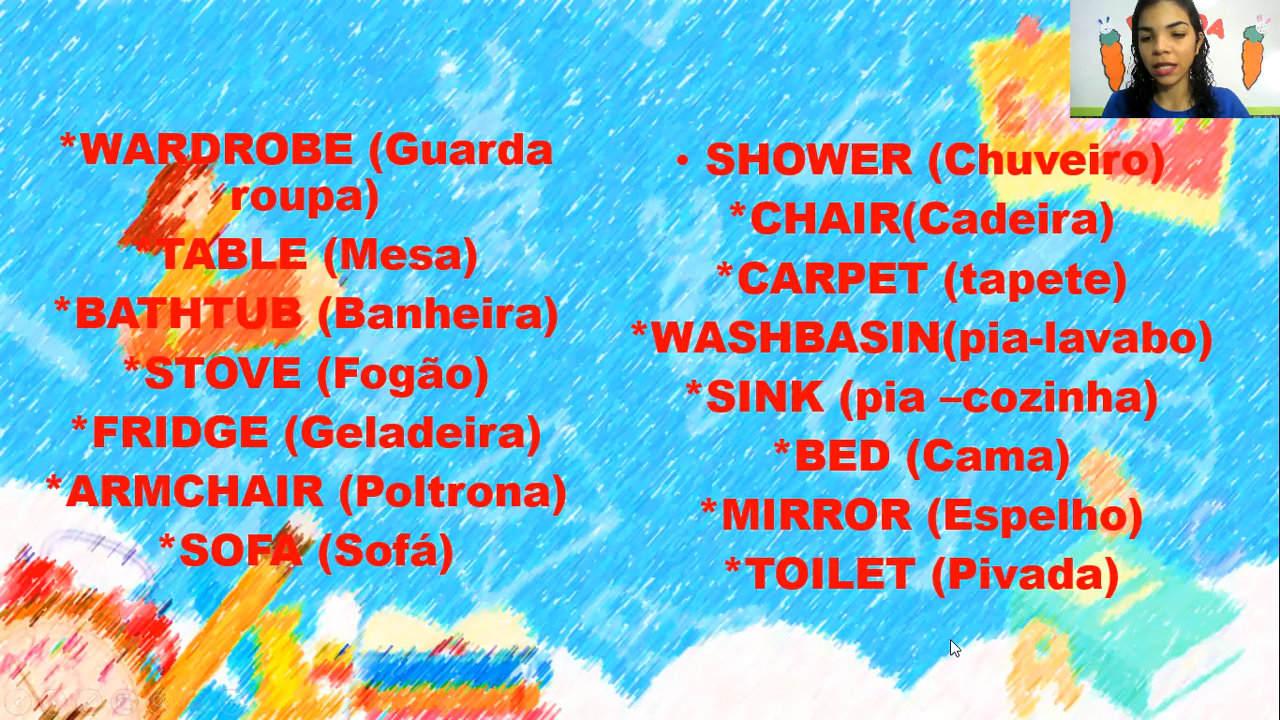 *WARDROBE (Guarda
roupa)
*TABLE (Mesa)
*BATHTUB (Banheira)
*STOVE (Fogão)
*FRIDGE (Geladeira)
*ARMCHAIR (Poltrona)
*SOFA (Sofá)
• SHOWER (Chuveiro)
*CHAIR(Cadeira)
*CARPET (tapete)
*WASHBASIN(pia-lavabo)
*SINK (pia –cozinha)
*BED (Cama)
*MIRROR (Espelho)
*TOILET (Pivada)